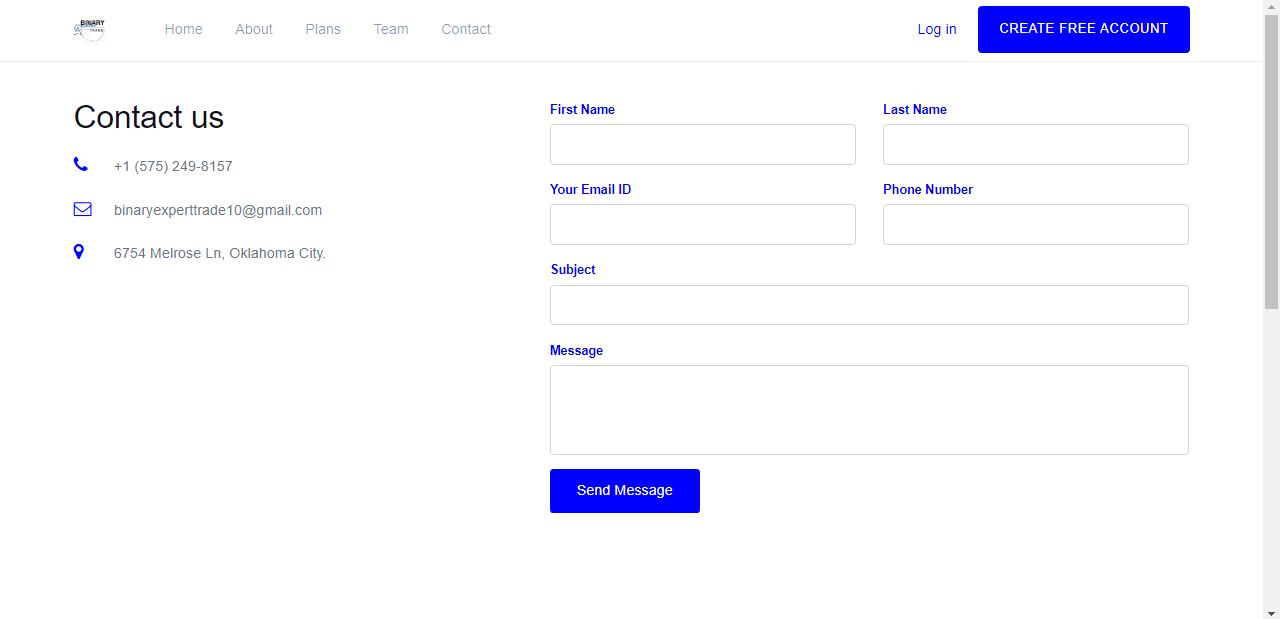 BINARY
TRADE
Home About Plans Team Contact
Log in
CREATE FREE ACCOUNT
Contact us
+1 (575) 249-8157
binaryexperttrade10@gmail.com
6754 Melrose Ln, Oklahoma City.
First Name
Last Name
Your Email ID
Phone Number
Subject
Message
Send Message